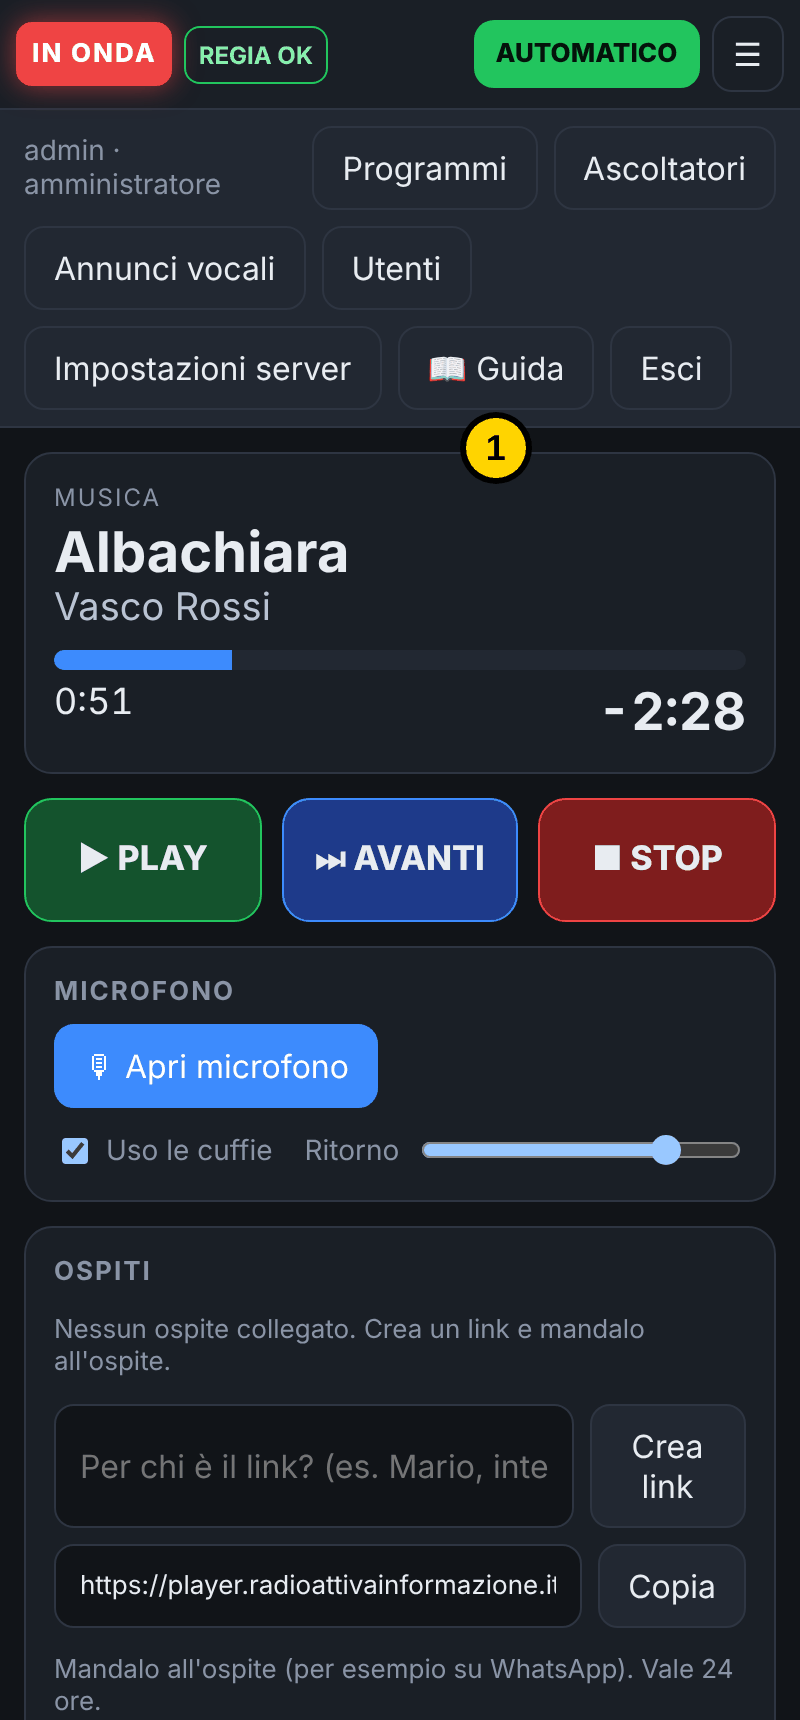 IN ONDA
REGIA OK
AUTOMATICO
☰
admin ·
amministratore
Programmi
Ascoltatori
Annunci vocali
Utenti
Impostazioni server
📖 Guida
Esci
1
MUSICA
Albachiara
Vasco Rossi
0:51
-2:28
▶ PLAY
⏭ AVANTI
■ STOP
MICROFONO
🎙 Apri microfono
Uso le cuffie
Ritorno
OSPITI
Nessun ospite collegato. Crea un link e mandalo
all'ospite.
Per chi è il link? (es. Mario, inte
Crea
link
https://player.radioattivainformazione.it
Copia
Mandalo all'ospite (per esempio su WhatsApp). Vale 24
ore.